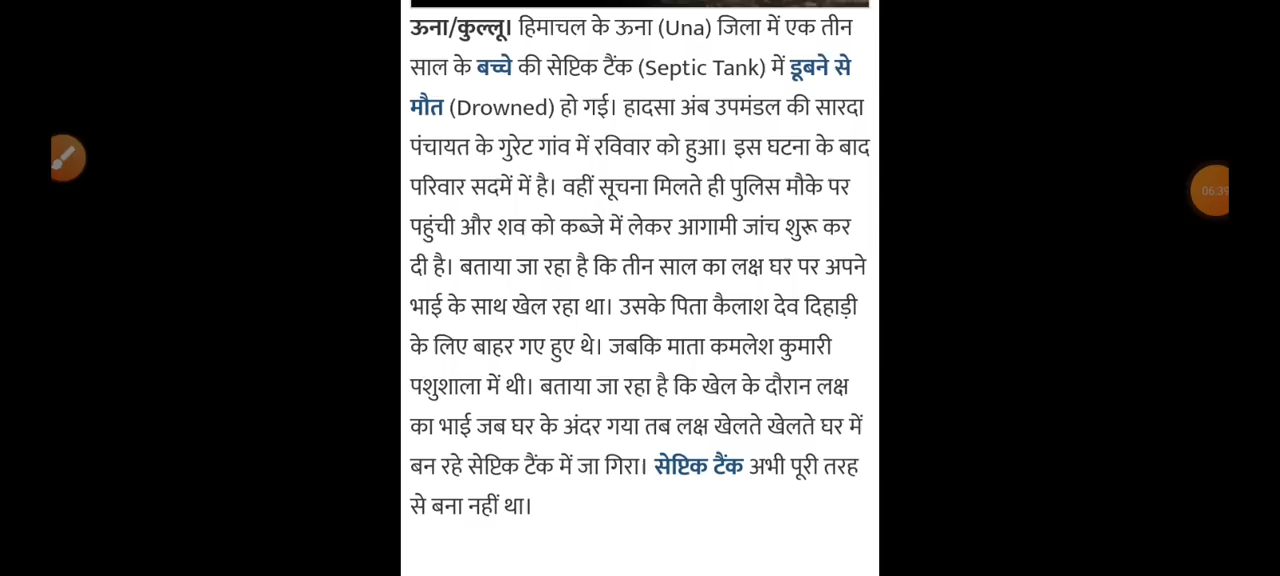 ऊना/कुल्लू। हिमाचल के ऊना (Una) जिला में एक तीन
साल के बच्चे की सेप्टिक टैंक (Septic Tank) में डूबने से
मौत (Drowned) हो गई। हादसा अंब उपमंडल की सारदा
पंचायत के गुरेट गांव में रविवार को हुआ। इस घटना के बाद
परिवार सदमें में है। वहीं सूचना मिलते ही पुलिस मौके पर
पहुंची और शव को कब्जे में लेकर आगामी जांच शुरू कर
दी है। बताया जा रहा है कि तीन साल का लक्ष घर पर अपने
भाई के साथ खेल रहा था। उसके पिता कैलाश देव दिहाड़ी
के लिए बाहर गए हुए थे। जबकि माता कमलेश कुमारी
पशुशाला में थी। बताया जा रहा है कि खेल के दौरान लक्ष
का भाई जब घर के अंदर गया तब लक्ष खेलते खेलते घर में
बन रहे सेप्टिक टैंक में जा गिरा। सेप्टिक टैंक अभी पूरी तरह
से बना नहीं था।
06:39